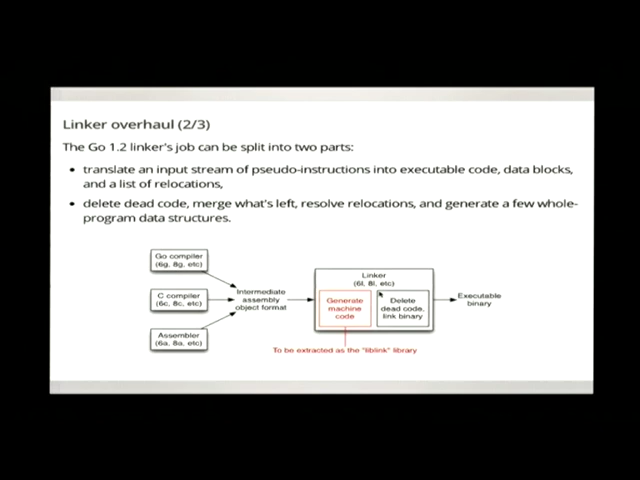 Linker overhaul (2/3)
The Go 1.2 linker's job can be split into two parts:
• translate an input stream of pseudo-instructions into executable code, data blocks,
and a list of relocations,
• delete dead code, merge what's left, resolve relocations, and generate a few whole-
program data structures.
Go compiler
(6g, 8g, etc)
C compiler
(6c, 8c, etc)
Assembler
(6a, 8a, etc)
Intermediate
assembly
object format
Linker
(6l, 8l, etc)
Generate
machine
code
Delete
dead code,
link binary
Executable
binary
To be extracted as the "liblink" library